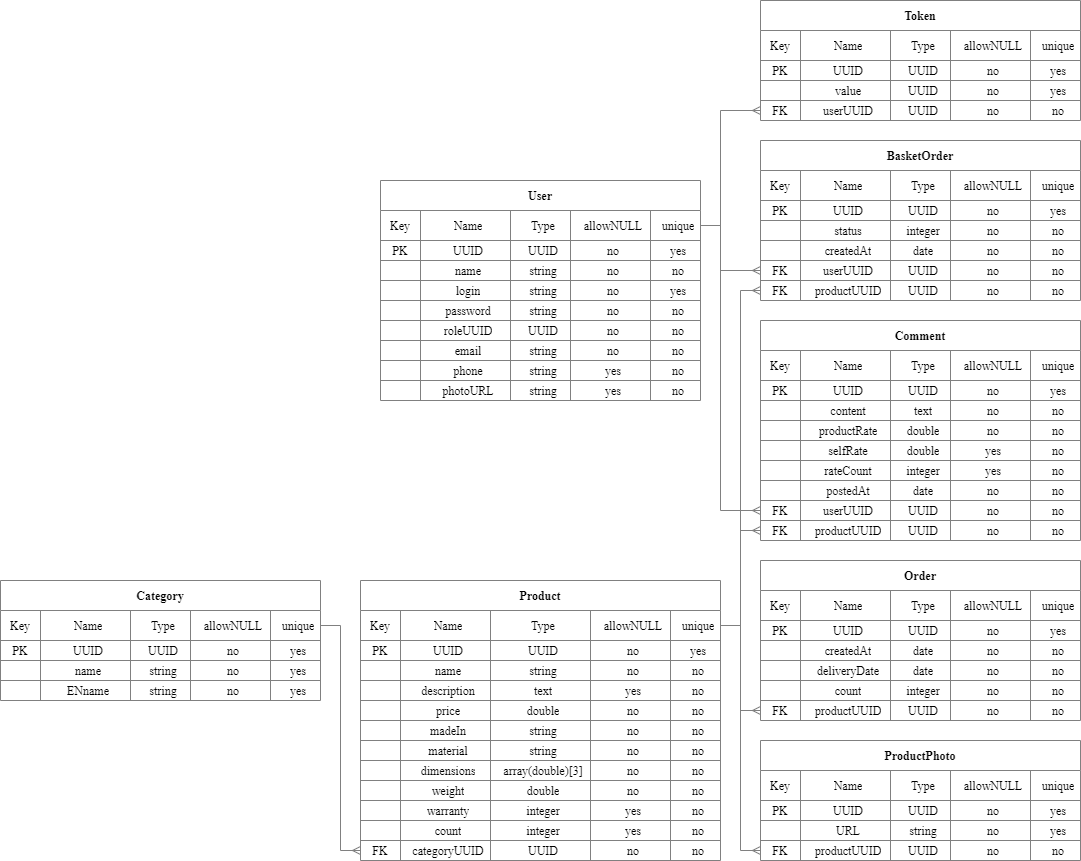 Token
Key Name Type allowNULL unique
PK UUID UUID no yes
value UUID no yes
FK userUUID UUID no no
BasketOrder
Key Name Type allowNULL unique
PK UUID UUID no yes
status integer no no
createdAt date no no
FK userUUID UUID no no
FK productUUID UUID no no
User
Key Name Type allowNULL unique
PK UUID UUID no yes
name string no no
login string no yes
password string no no
roleUUID UUID no no
email string no no
phone string yes no
photoURL string yes no
Comment
Key Name Type allowNULL unique
PK UUID UUID no yes
content text no no
productRate double no no
selfRate double yes no
rateCount integer yes no
postedAt date no no
FK userUUID UUID no no
FK productUUID UUID no no
Category
Key Name Type allowNULL unique
PK UUID UUID no yes
name string no yes
ENname string no yes
Product
Key Name Type allowNULL unique
PK UUID UUID no yes
name string no no
description text yes no
price double no no
madeIn string no no
material string no no
dimensions array(double)[3] no no
weight double no no
warranty integer yes no
count integer yes no
FK categoryUUID UUID no no
Order
Key Name Type allowNULL unique
PK UUID UUID no yes
createdAt date no no
deliveryDate date no no
count integer no no
FK productUUID UUID no no
ProductPhoto
Key Name Type allowNULL unique
PK UUID UUID no yes
URL string no yes
FK productUUID UUID no no